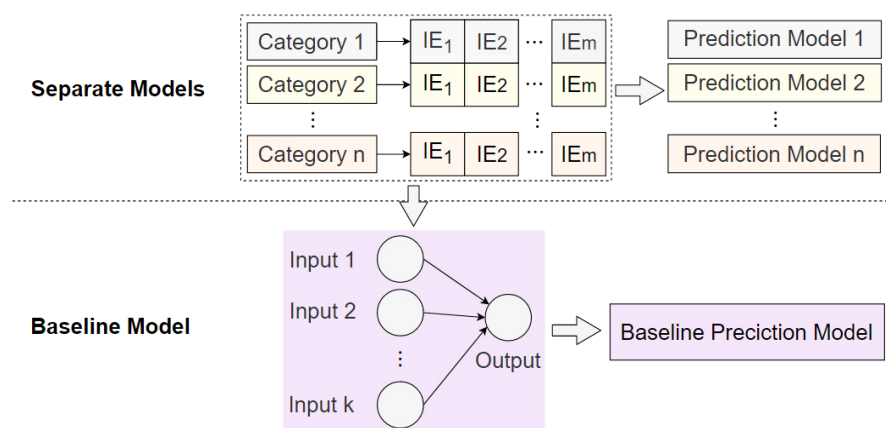 Category 1 IE1 IE2 ... IEm Prediction Model 1
Separate Models Category 2 IE1 IE2 ... IEm Prediction Model 2
⋮ ⋮ ⋮
Category n IE1 IE2 ... IEm Prediction Model n
Input 1
Baseline Model Input 2 Baseline Preciction Model
⋮ Output
Input k